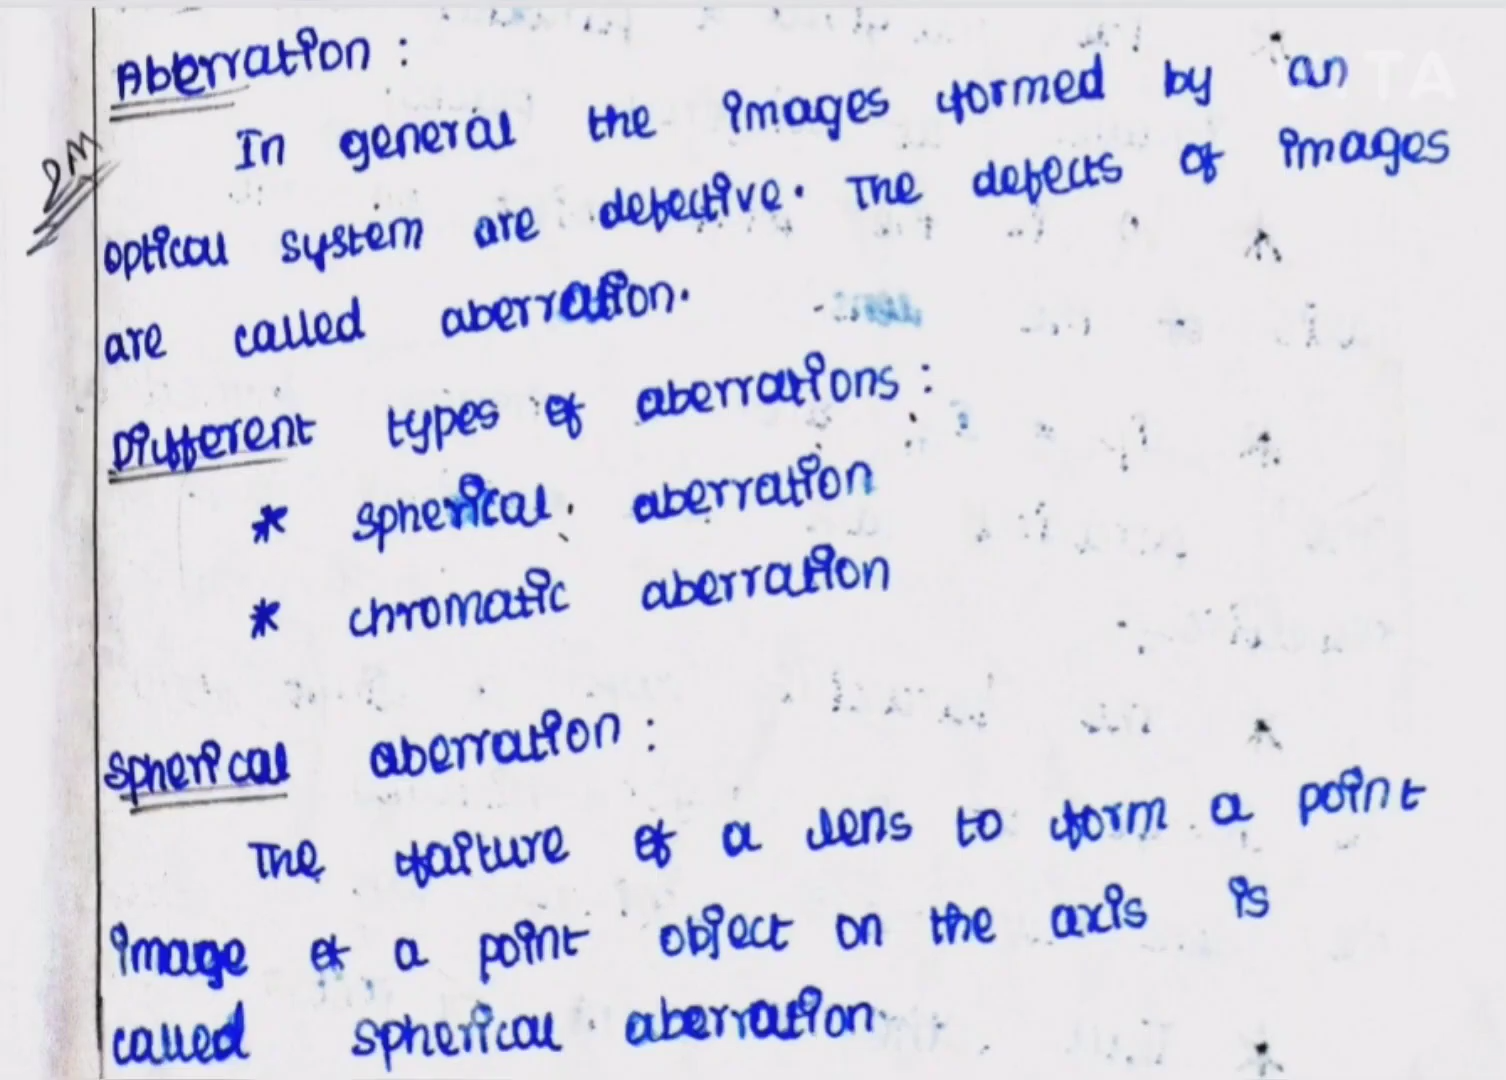 Aberration :
In general the images formed by an
2M
optical system are defective. The defects of images
are called aberration.
Different types of aberrations :
* spherical aberration
* chromatic aberration
Spherical aberration :
The failure of a lens to form a point
image of a point object on the axis is
called spherical aberration